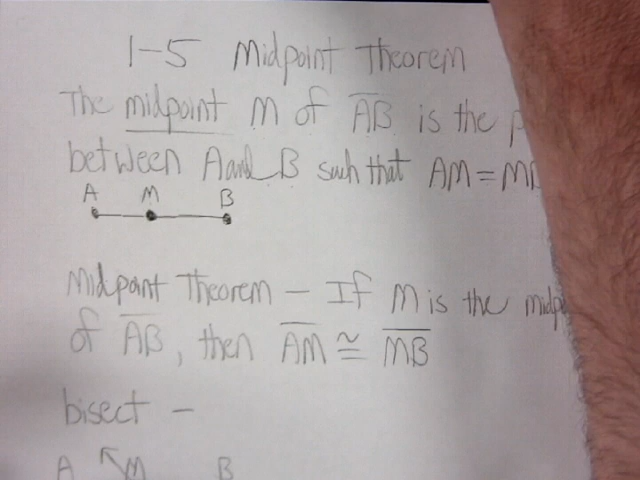 1-5 Midpoint Theorem
The midpoint M of AB is the
between A and B such that AM = M
A M B
Midpoint Theorem - If M is the
of AB, then AM ≅ MB
bisect -
A M B